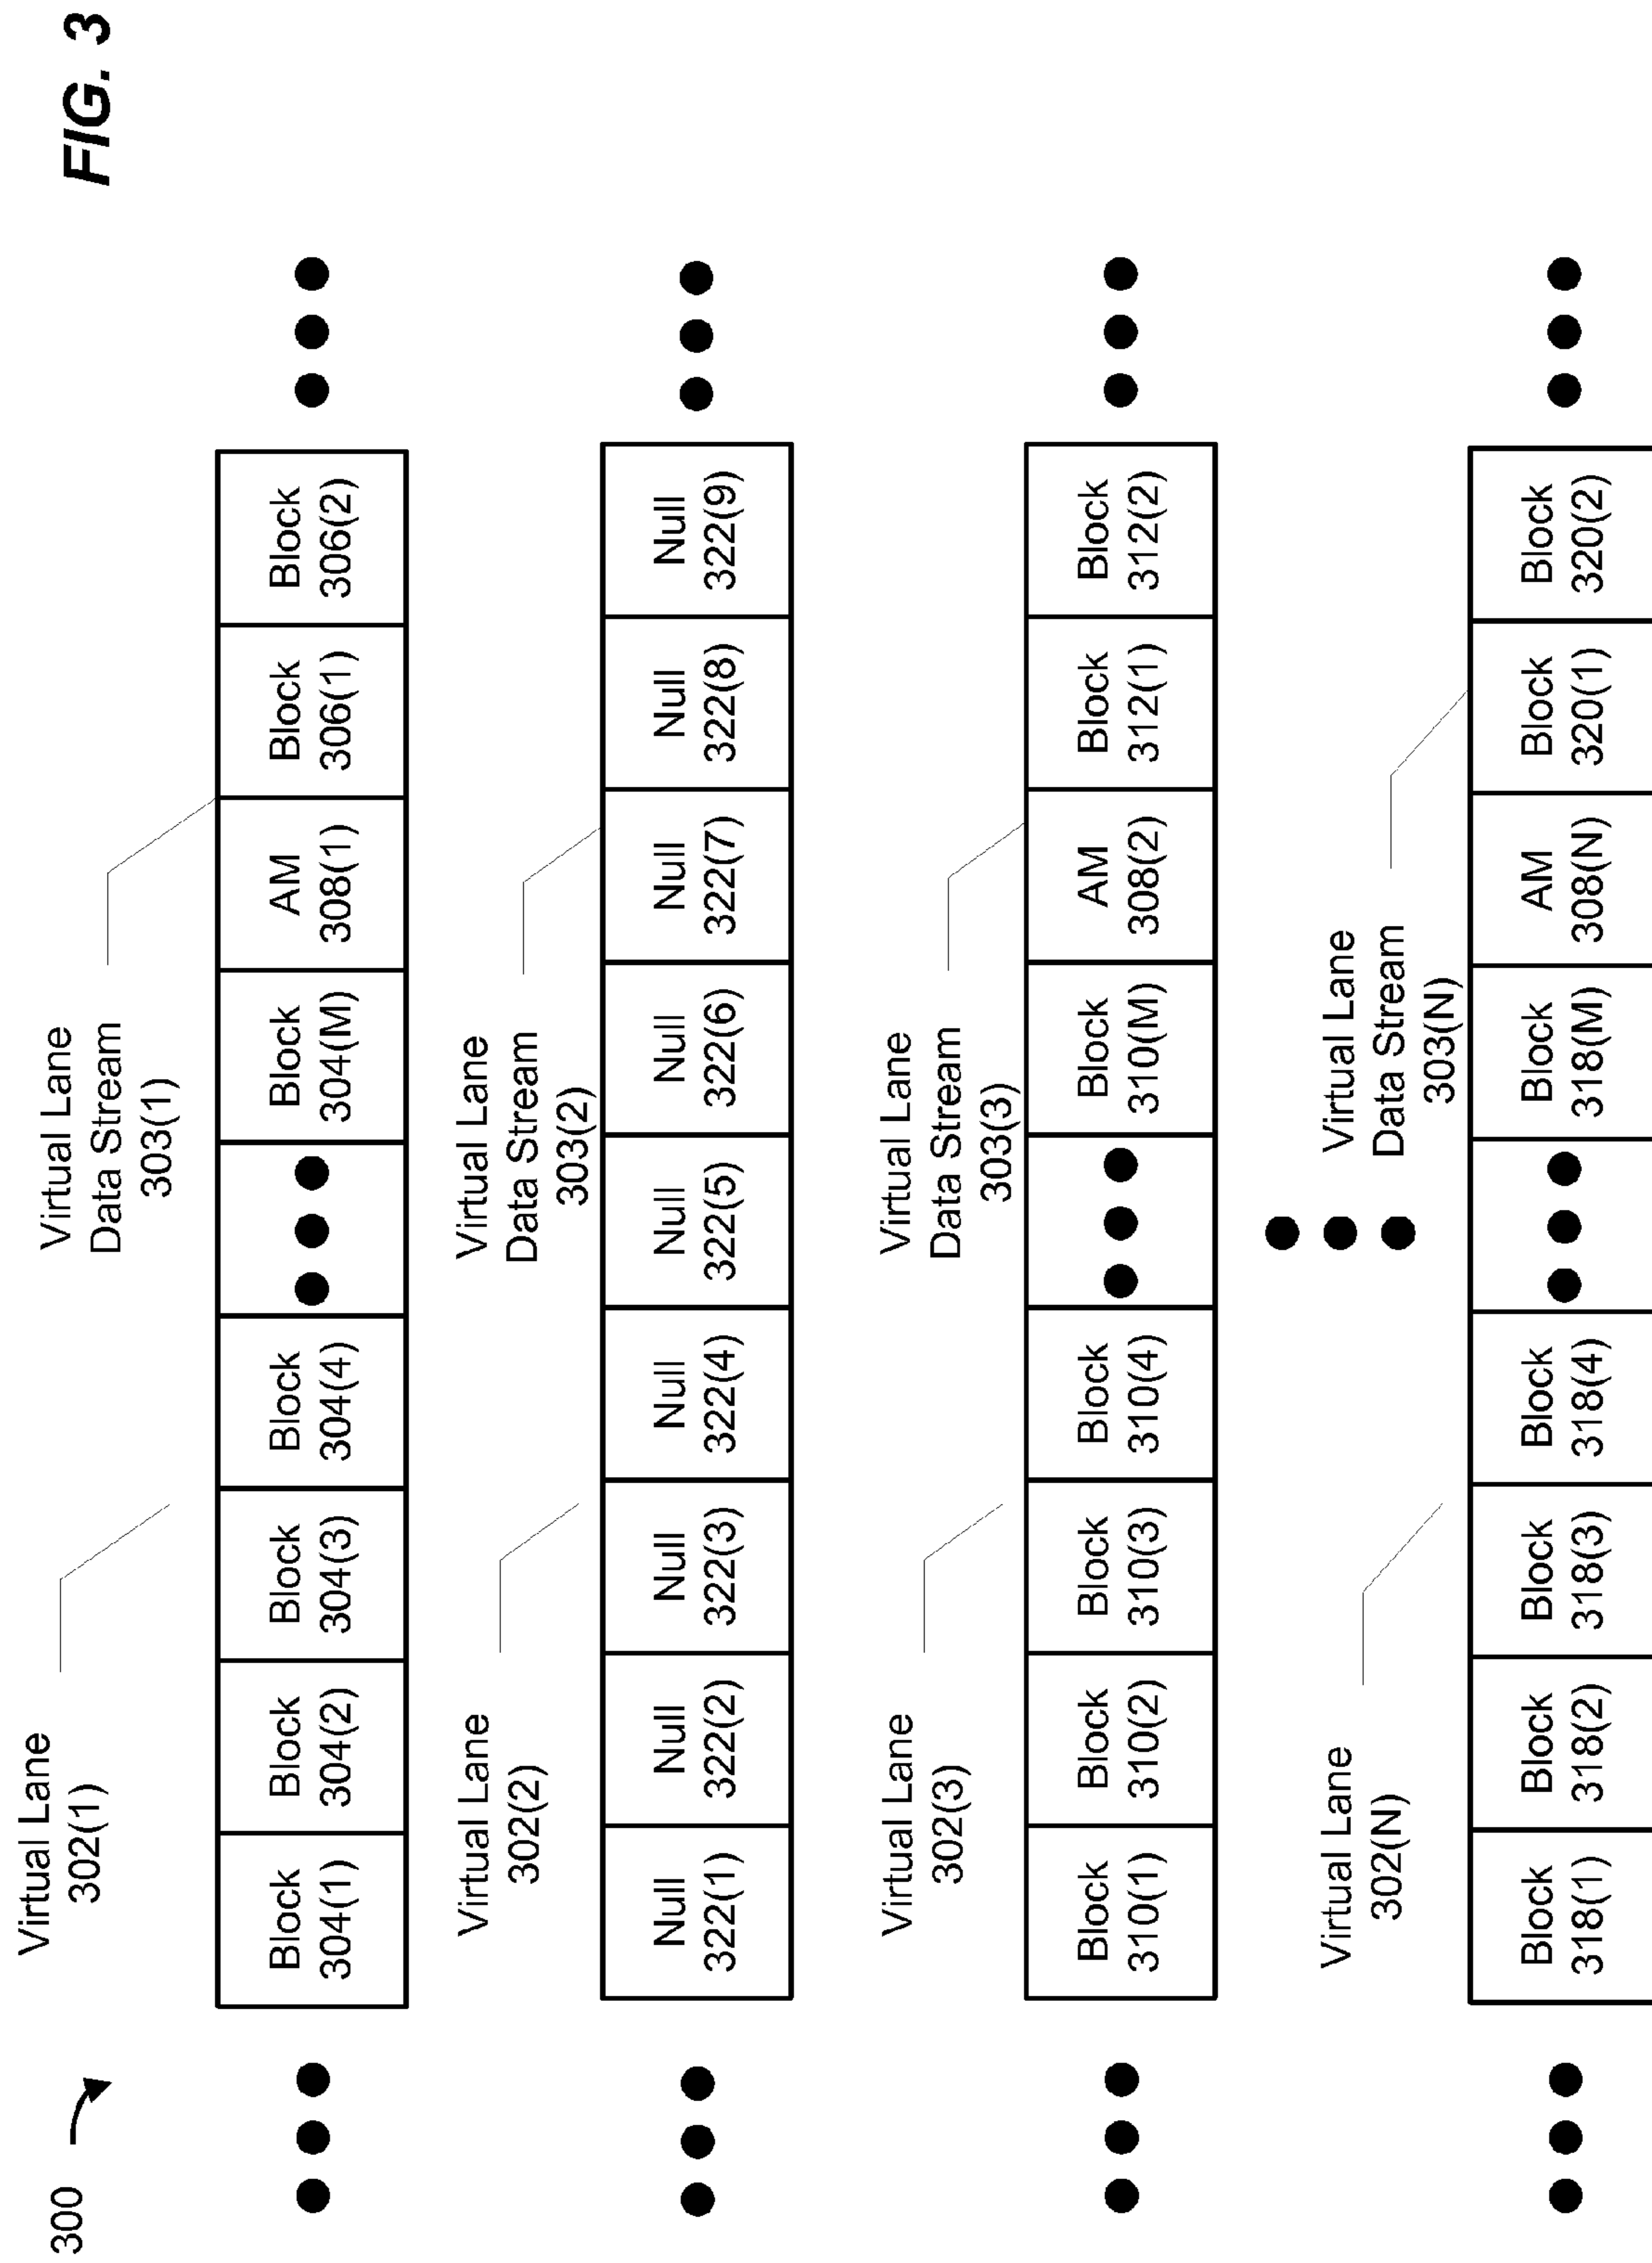 FIG. 3
300
Virtual Lane
302(1)
Virtual Lane
Data Stream
303(1)
Block
304(1)
Block
304(2)
Block
304(3)
Block
304(4)
Block
304(M)
AM
308(1)
Block
306(1)
Block
306(2)
Virtual Lane
302(2)
Virtual Lane
Data Stream
303(2)
Null
322(1)
Null
322(2)
Null
322(3)
Null
322(4)
Null
322(5)
Null
322(6)
Null
322(7)
Null
322(8)
Null
322(9)
Virtual Lane
302(3)
Virtual Lane
Data Stream
303(3)
Block
310(1)
Block
310(2)
Block
310(3)
Block
310(4)
Block
310(M)
AM
308(2)
Block
312(1)
Block
312(2)
Virtual Lane
302(N)
Virtual Lane
Data Stream
303(N)
Block
318(1)
Block
318(2)
Block
318(3)
Block
318(4)
Block
318(M)
AM
308(N)
Block
320(1)
Block
320(2)